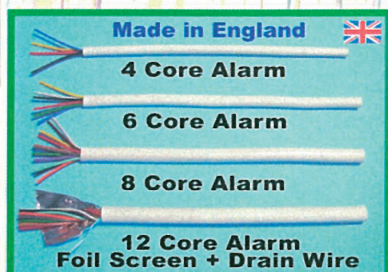 Made in England
4 Core Alarm
6 Core Alarm
8 Core Alarm
12 Core Alarm
Foil Screen + Drain Wire